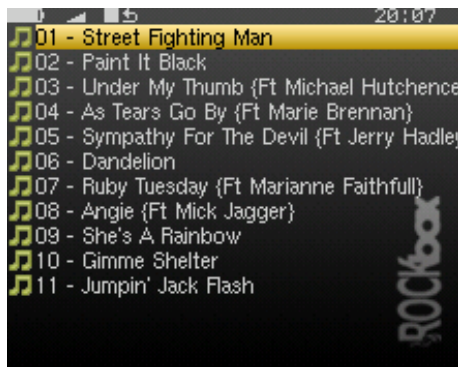 20:07
01 - Street Fighting Man
02 - Paint It Black
03 - Under My Thumb {Ft Michael Hutchence
04 - As Tears Go By {Ft Marie Brennan}
05 - Sympathy For The Devil {Ft Jerry Hadley
06 - Dandelion
07 - Ruby Tuesday {Ft Marianne Faithfull}
08 - Angie {Ft Mick Jagger}
09 - She's A Rainbow
10 - Gimme Shelter
11 - Jumpin' Jack Flash
ROCKbox